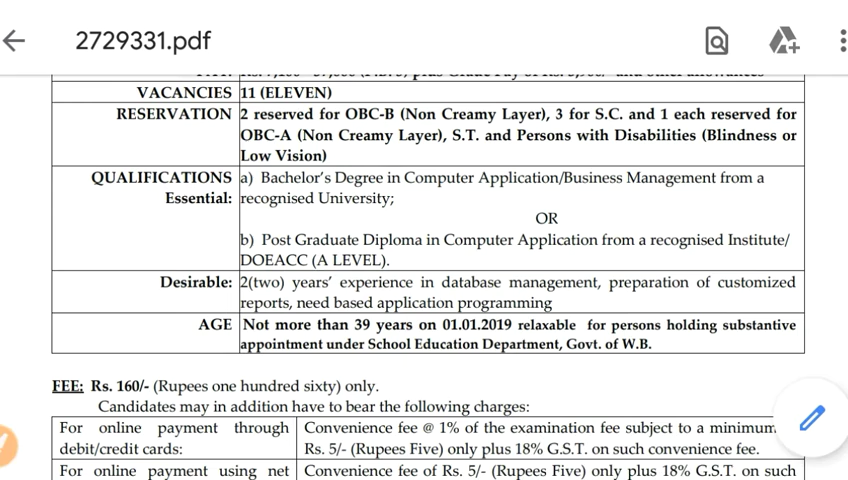 2729331.pdf
VACANCIES 11 (ELEVEN)
RESERVATION 2 reserved for OBC-B (Non Creamy Layer), 3 for S.C. and 1 each reserved for
OBC-A (Non Creamy Layer), S.T. and Persons with Disabilities (Blindness or
Low Vision)
QUALIFICATIONS a) Bachelor's Degree in Computer Application/Business Management from a
Essential: recognised University;
OR
b) Post Graduate Diploma in Computer Application from a recognised Institute/
DOEACC (A LEVEL).
Desirable: 2(two) years' experience in database management, preparation of customized
reports, need based application programming
AGE Not more than 39 years on 01.01.2019 relaxable for persons holding substantive
appointment under School Education Department, Govt. of W.B.
FEE: Rs. 160/- (Rupees one hundred sixty) only.
Candidates may in addition have to bear the following charges:
For online payment through Convenience fee @ 1% of the examination fee subject to a minimum
debit/credit cards: Rs. 5/- (Rupees Five) only plus 18% G.S.T. on such convenience fee.
For online payment using net Convenience fee of Rs. 5/- (Rupees Five) only plus 18% G.S.T. on such